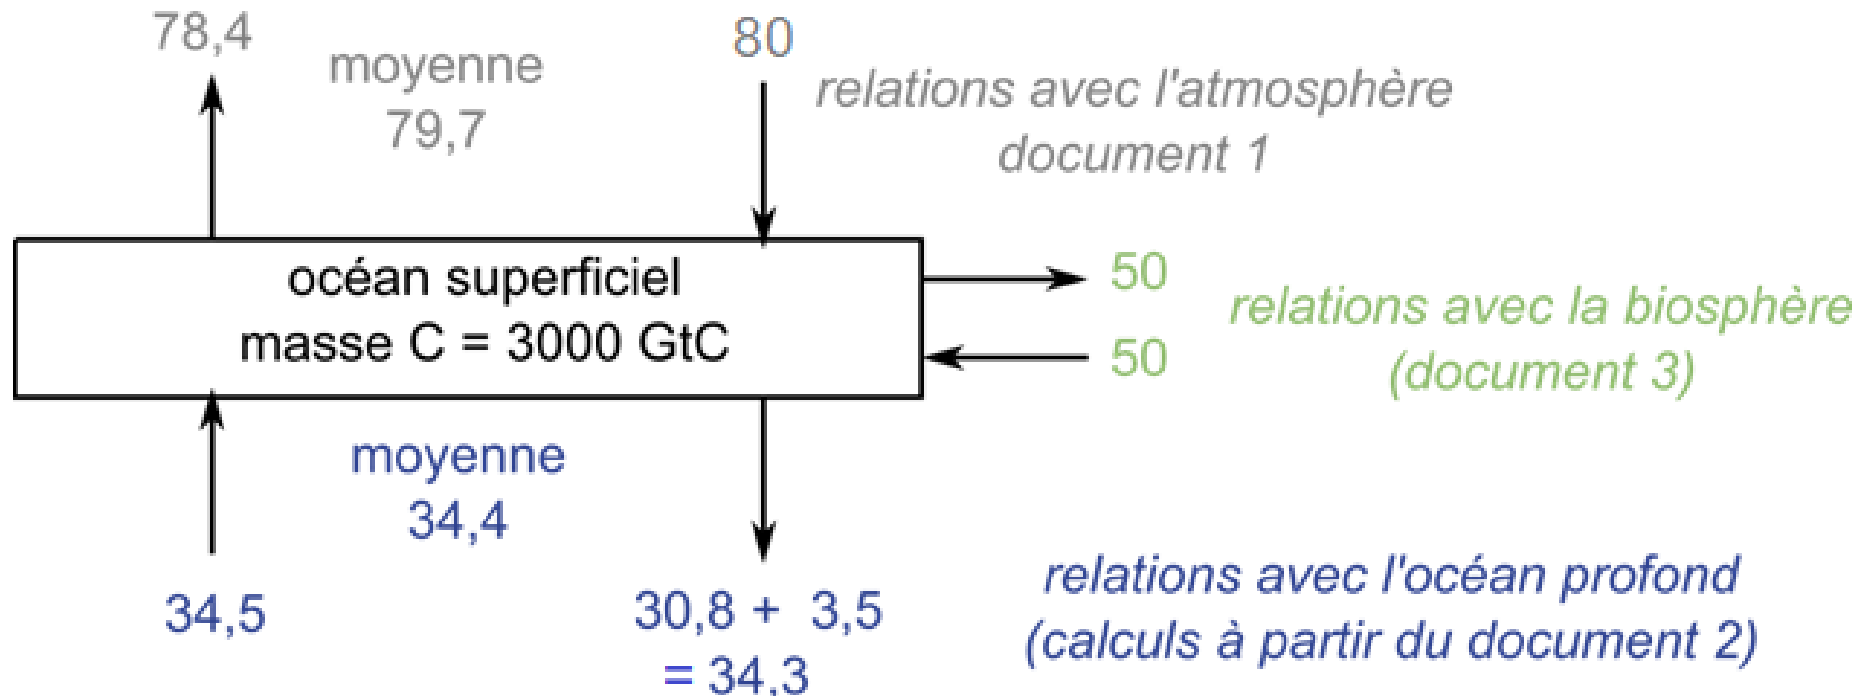 78,4
moyenne
79,7
80
relations avec l'atmosphère
document 1
océan superficiel
masse C = 3000 GtC
50
50
relations avec la biosphère
(document 3)
moyenne
34,4
34,5
30,8 + 3,5
= 34,3
relations avec l'océan profond
(calculs à partir du document 2)